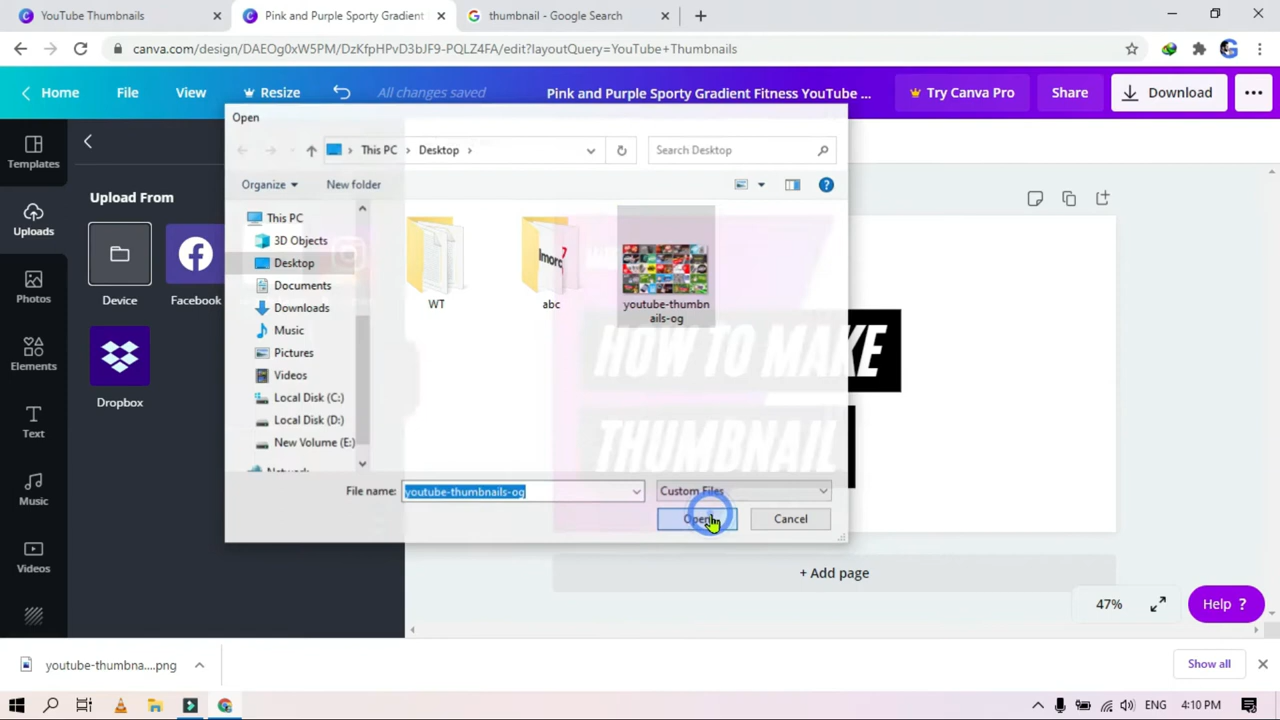 YouTube Thumbnails
Pink and Purple Sporty Gradient
thumbnail - Google Search
canva.com/design/DAEOg0xW5PM/DzKfpHPvD3bJF9-PQLZ4FA/edit?layoutQuery=YouTube+Thumbnails
Home
File
View
Resize
All changes saved
Pink and Purple Sporty Gradient Fitness YouTube ...
Try Canva Pro
Share
Download
Templates
Uploads
Photos
Elements
Text
Music
Videos
Upload From
Device
Facebook
Dropbox
Open
This PC
Desktop
Search Desktop
Organize
New folder
This PC
3D Objects
Desktop
Documents
Downloads
Music
Pictures
Videos
Local Disk (C:)
Local Disk (D:)
New Volume (E:)
Network
WT
abc
youtube-thumbn
ails-og
File name:
youtube-thumbnails-og
Custom Files
Open
Cancel
HOW TO MAKE
THUMBNAIL
+ Add page
47%
Help ?
youtube-thumbna....png
Show all
ENG
4:10 PM